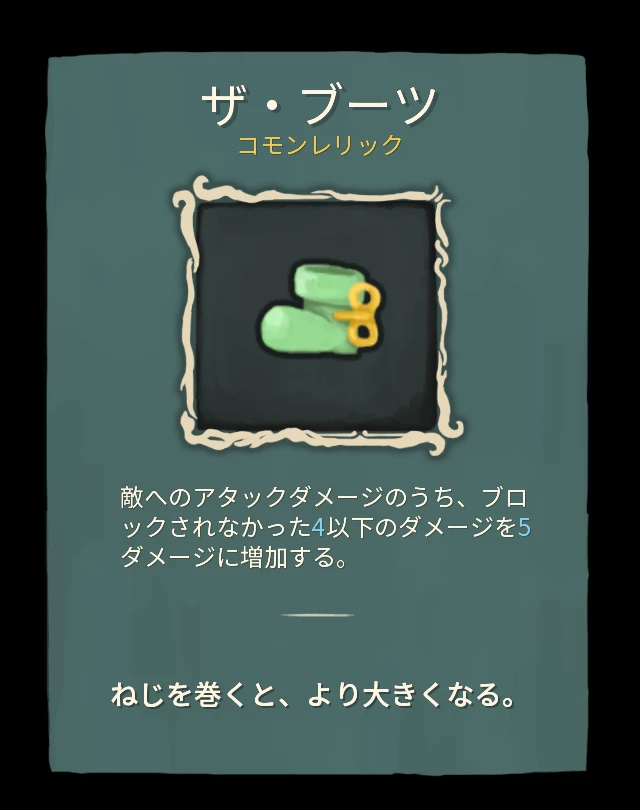 ザ・ブーツ
コモンレリック
敵へのアタックダメージのうち、ブロ
ックされなかった4以下のダメージを5
ダメージに増加する。
ねじを巻くと、より大きくなる。